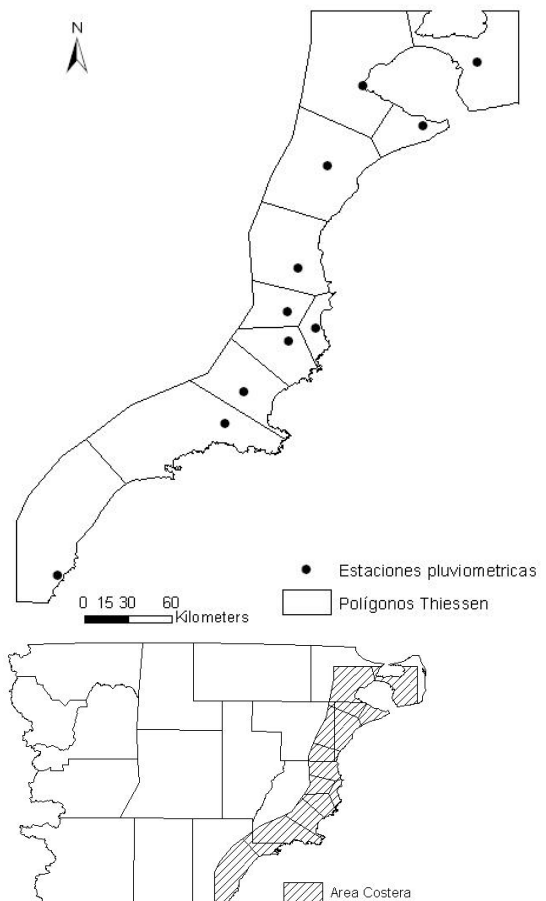 N
Estaciones pluviometricas
Polígonos Thiessen
0 15 30 60
Kilometers
Area Costera